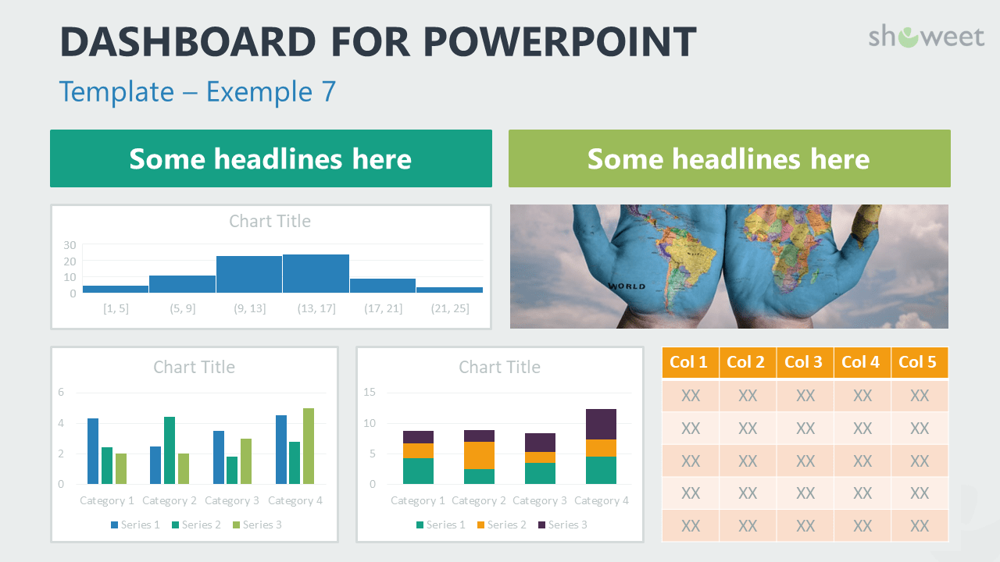 DASHBOARD FOR POWERPOINT
showeet
Template – Exemple 7
Some headlines here
Some headlines here
Chart Title
30
20
10
0
[1, 5] (5, 9] (9, 13] (13, 17] (17, 21] (21, 25]
WORLD
Chart Title
6
4
2
0
Category 1 Category 2 Category 3 Category 4
Series 1 Series 2 Series 3
Chart Title
15
10
5
0
Category 1 Category 2 Category 3 Category 4
Series 1 Series 2 Series 3
Col 1 Col 2 Col 3 Col 4 Col 5
XX XX XX XX XX
XX XX XX XX XX
XX XX XX XX XX
XX XX XX XX XX
XX XX XX XX XX